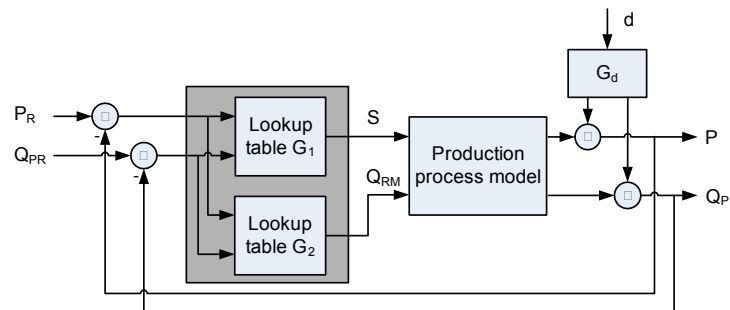 d
G_d
P_R
-
Q_PR
-
Lookup
table G_1
S
Production
process model
P
Q_RM
Q_P
Lookup
table G_2